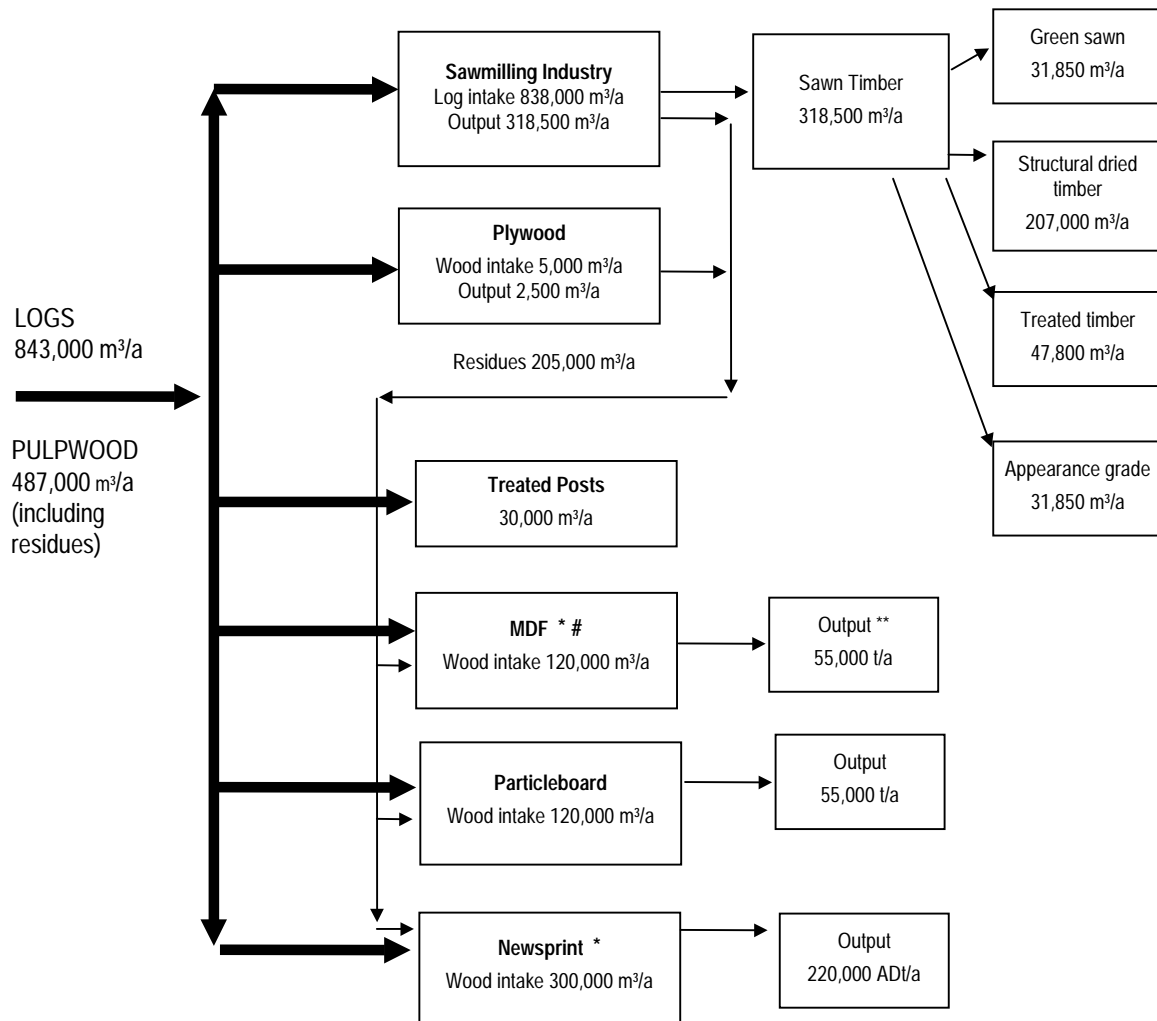 LOGS
843,000 m³/a
PULPWOOD
487,000 m³/a
(including
residues)
Sawmilling Industry
Log intake 838,000 m³/a
Output 318,500 m³/a
Plywood
Wood intake 5,000 m³/a
Output 2,500 m³/a
Residues 205,000 m³/a
Treated Posts
30,000 m³/a
MDF * #
Wood intake 120,000 m³/a
Particleboard
Wood intake 120,000 m³/a
Newsprint *
Wood intake 300,000 m³/a
Sawn Timber
318,500 m³/a
Output **
55,000 t/a
Output
55,000 t/a
Output
220,000 ADt/a
Green sawn
31,850 m³/a
Structural dried
timber
207,000 m³/a
Treated timber
47,800 m³/a
Appearance grade
31,850 m³/a